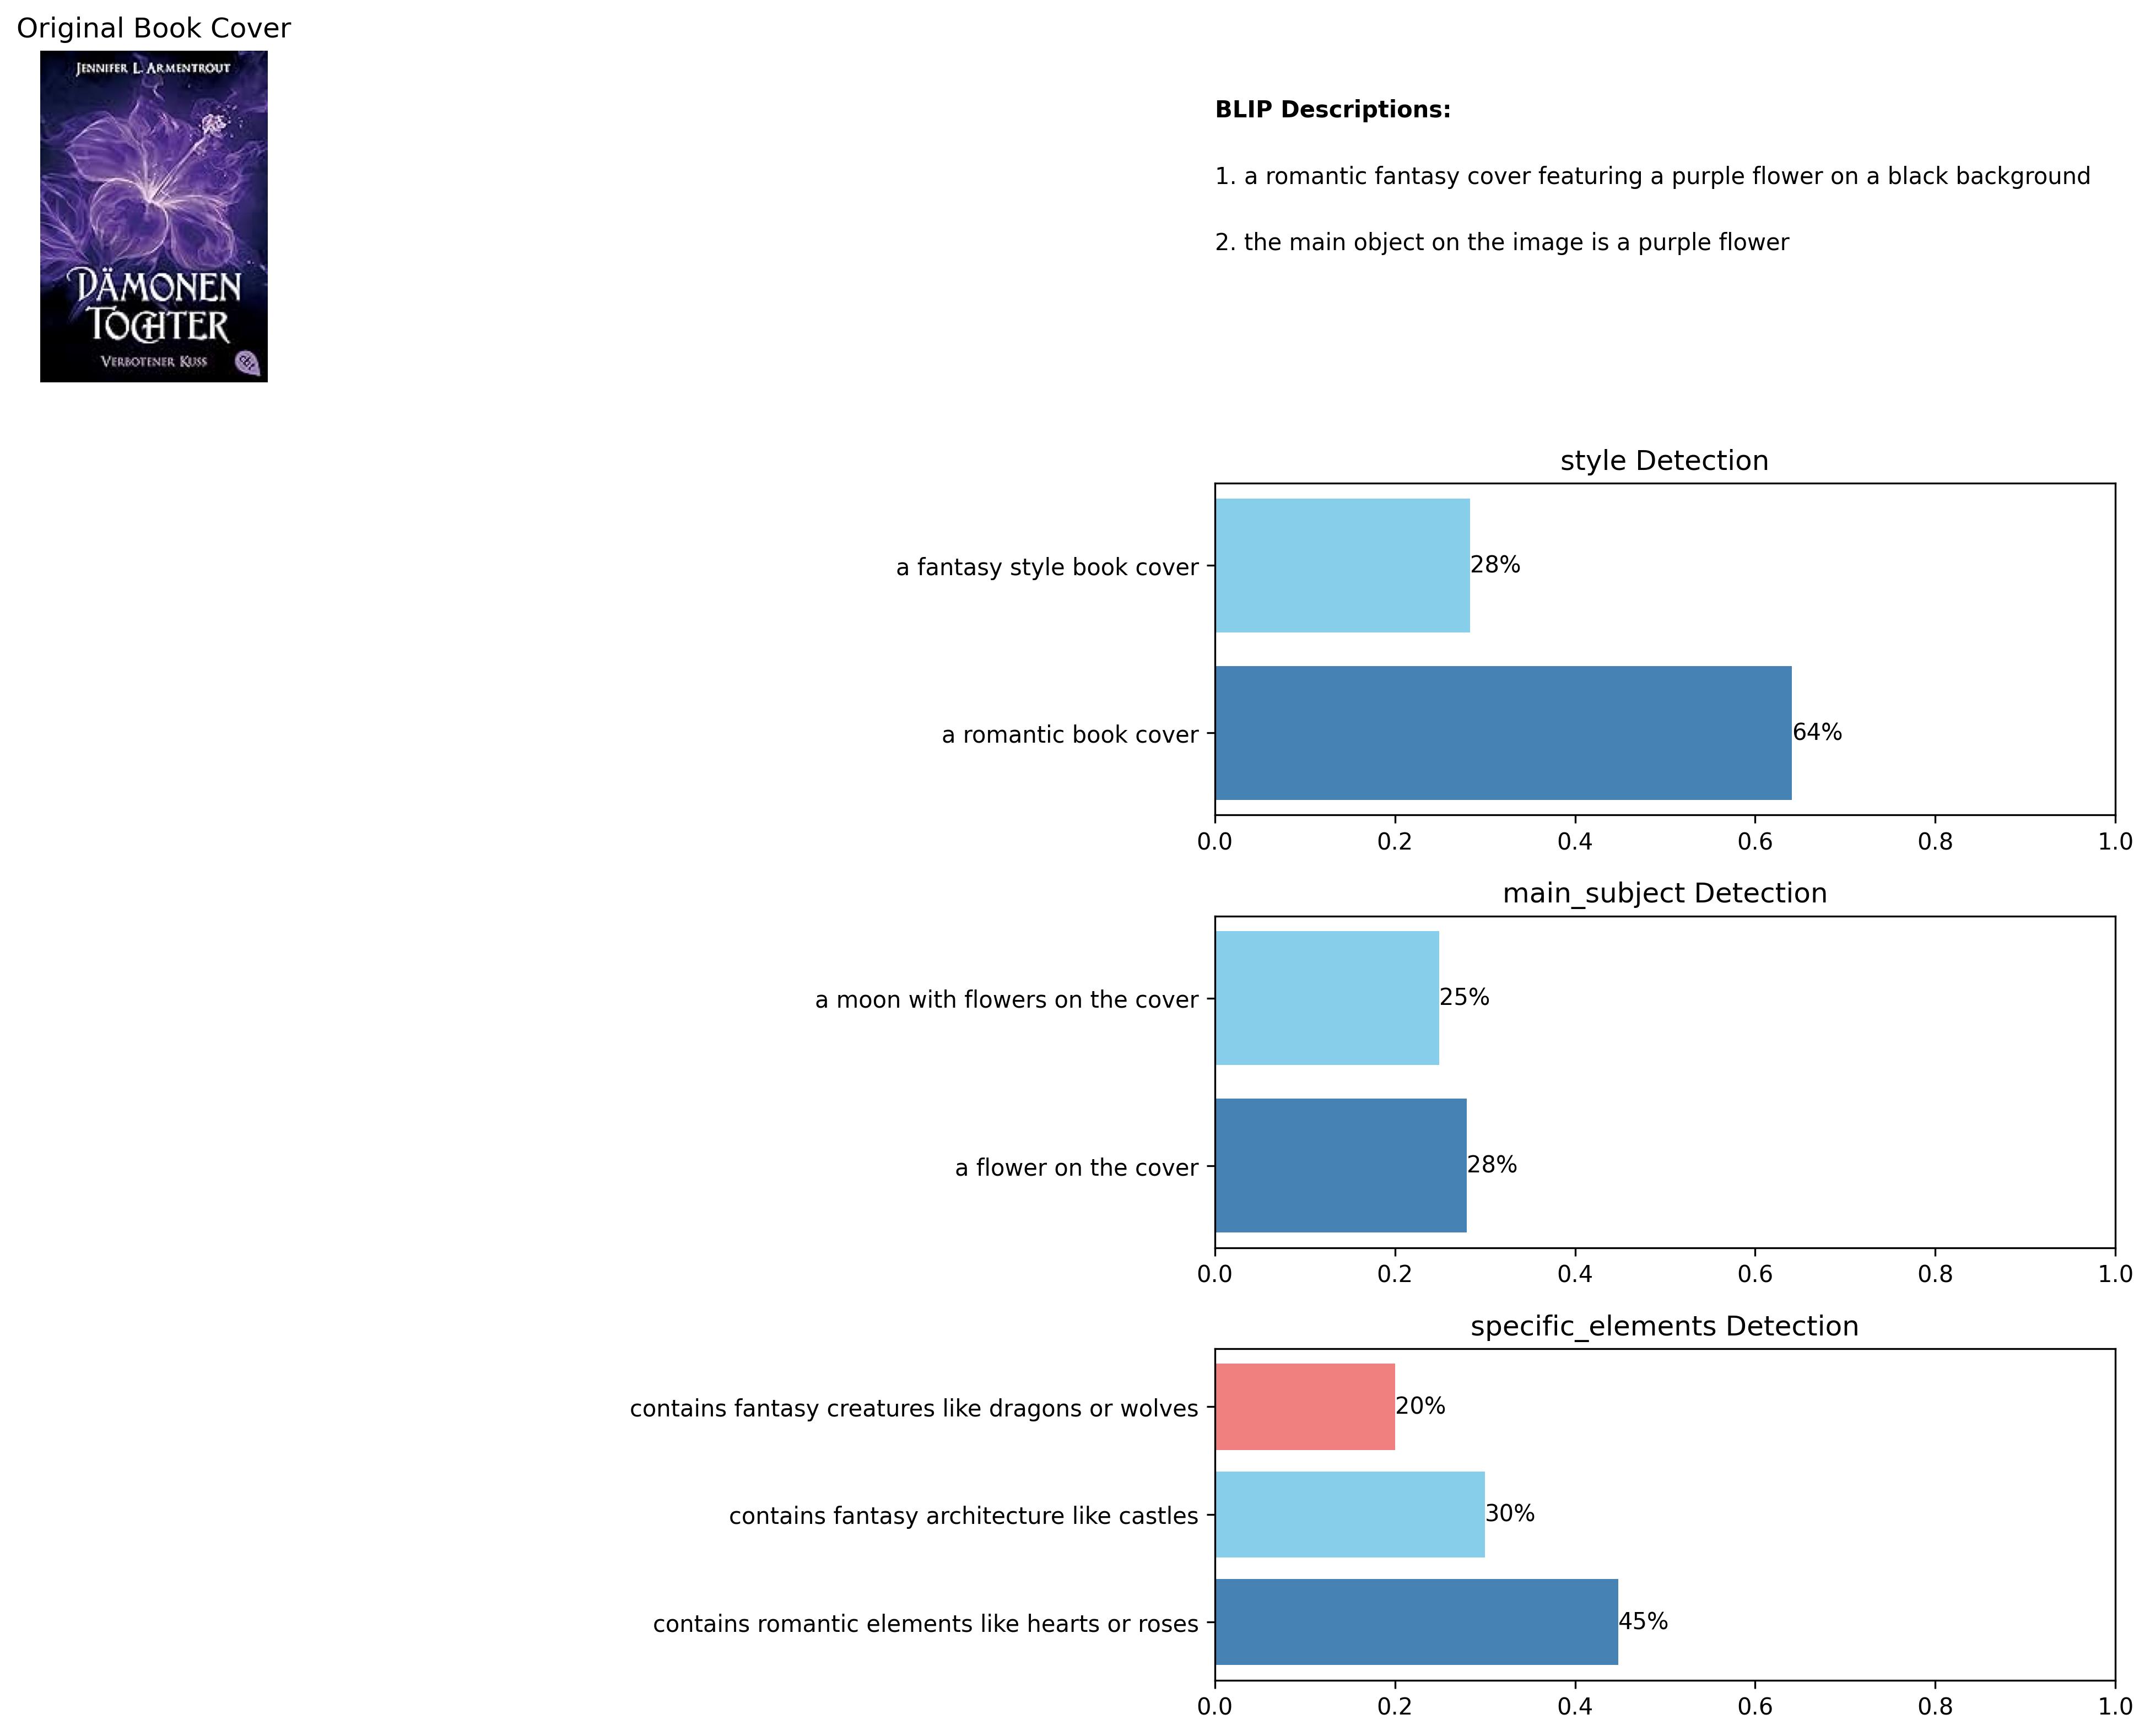 Original Book Cover
JENNIFER L. ARMENTROUT
DÄMONEN
TOCHTER
VERBOTENER KUSS
cbt
BLIP Descriptions:
1. a romantic fantasy cover featuring a purple flower on a black background
2. the main object on the image is a purple flower
style Detection
a fantasy style book cover
28%
a romantic book cover
64%
0.0 0.2 0.4 0.6 0.8 1.0
main_subject Detection
a moon with flowers on the cover
25%
a flower on the cover
28%
0.0 0.2 0.4 0.6 0.8 1.0
specific_elements Detection
contains fantasy creatures like dragons or wolves
20%
contains fantasy architecture like castles
30%
contains romantic elements like hearts or roses
45%
0.0 0.2 0.4 0.6 0.8 1.0